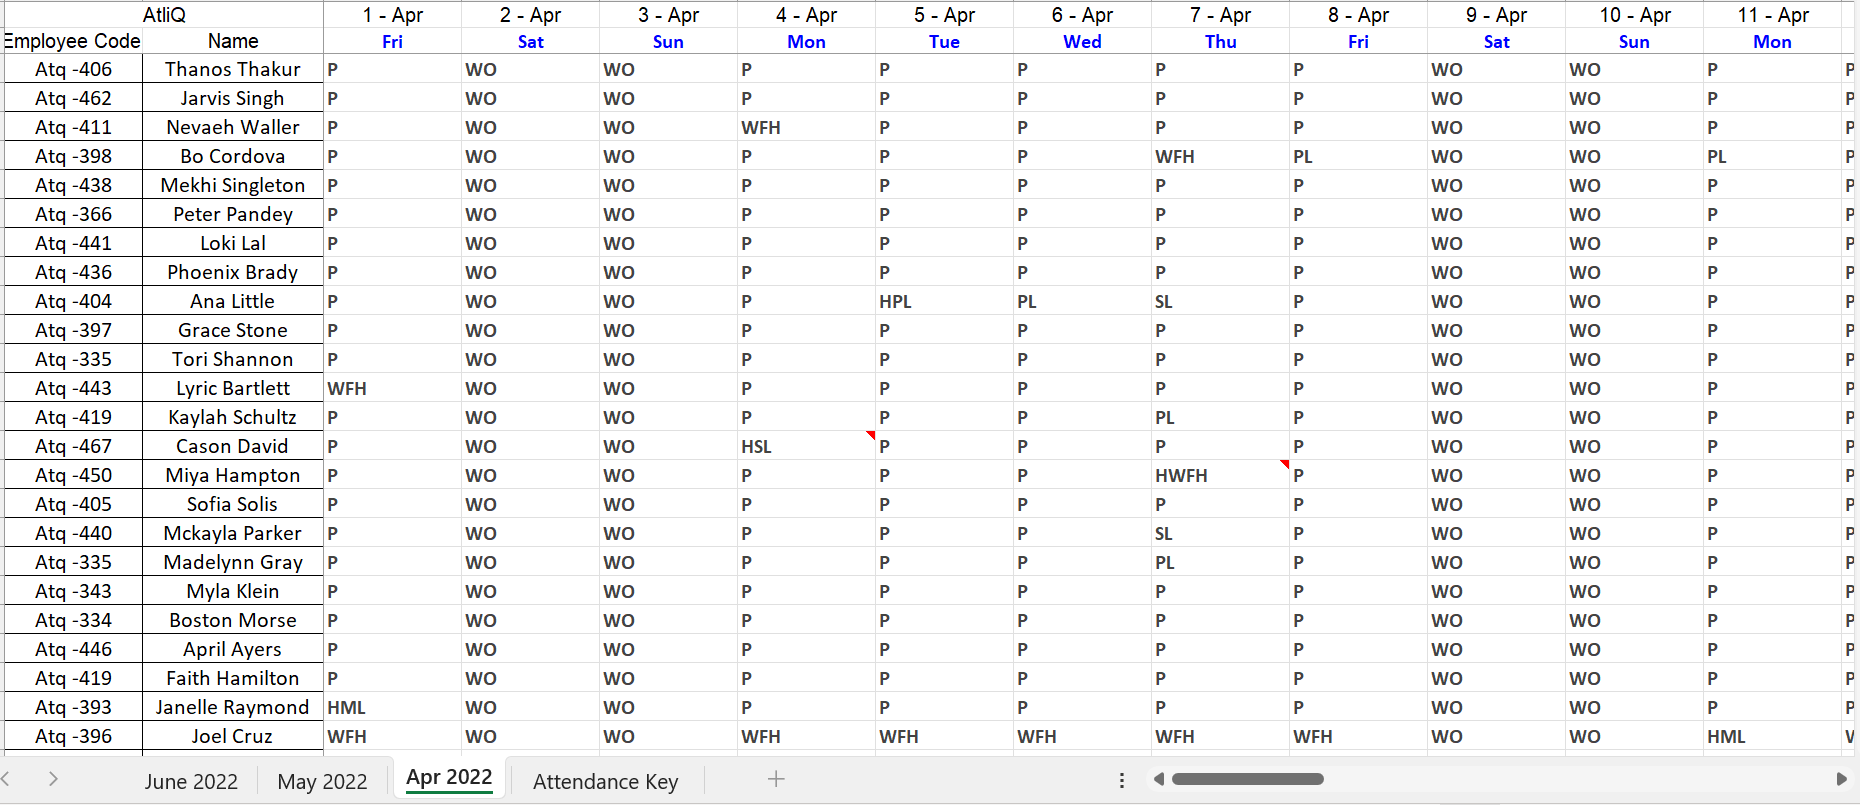 AtliQ 1 - Apr 2 - Apr 3 - Apr 4 - Apr 5 - Apr 6 - Apr 7 - Apr 8 - Apr 9 - Apr 10 - Apr 11 - Apr
Employee Code Name Fri Sat Sun Mon Tue Wed Thu Fri Sat Sun Mon
Atq -406 Thanos Thakur P WO WO P P P P P WO WO P P
Atq -462 Jarvis Singh P WO WO P P P P P WO WO P P
Atq -411 Nevaeh Waller P WO WO WFH P P P P WO WO P P
Atq -398 Bo Cordova P WO WO P P P WFH PL WO WO PL P
Atq -438 Mekhi Singleton P WO WO P P P P P WO WO P P
Atq -366 Peter Pandey P WO WO P P P P P WO WO P P
Atq -441 Loki Lal P WO WO P P P P P WO WO P P
Atq -436 Phoenix Brady P WO WO P P P P P WO WO P P
Atq -404 Ana Little P WO WO P HPL PL SL P WO WO P P
Atq -397 Grace Stone P WO WO P P P P P WO WO P P
Atq -335 Tori Shannon P WO WO P P P P P WO WO P P
Atq -443 Lyric Bartlett WFH WO WO P P P P P WO WO P P
Atq -419 Kaylah Schultz P WO WO P P P PL P WO WO P P
Atq -467 Cason David P WO WO HSL P P P P WO WO P P
Atq -450 Miya Hampton P WO WO P P P HWFH P WO WO P P
Atq -405 Sofia Solis P WO WO P P P P P WO WO P P
Atq -440 Mckayla Parker P WO WO P P P SL P WO WO P P
Atq -335 Madelynn Gray P WO WO P P P PL P WO WO P P
Atq -343 Myla Klein P WO WO P P P P P WO WO P P
Atq -334 Boston Morse P WO WO P P P P P WO WO P P
Atq -446 April Ayers P WO WO P P P P P WO WO P P
Atq -419 Faith Hamilton P WO WO P P P P P WO WO P P
Atq -393 Janelle Raymond HML WO WO P P P P P WO WO P P
Atq -396 Joel Cruz WFH WO WO WFH WFH WFH WFH WFH WO WO HML
June 2022 May 2022 Apr 2022 Attendance Key